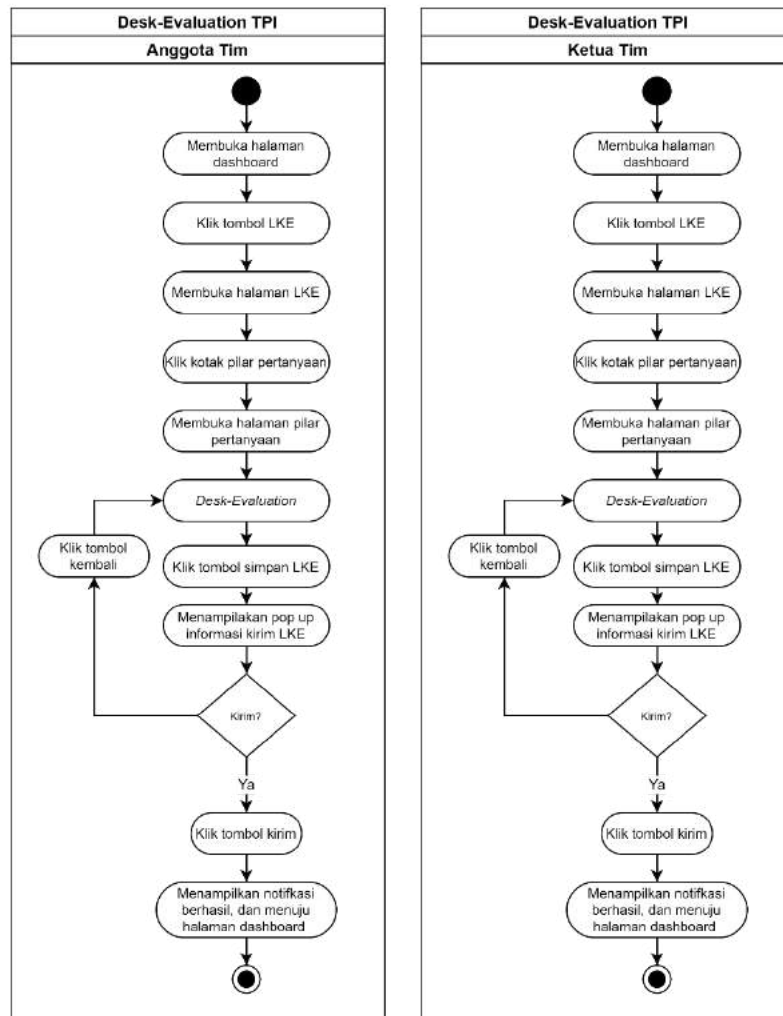 Desk-Evaluation TPI
Anggota Tim
Membuka halaman
dashboard
Klik tombol LKE
Membuka halaman LKE
Klik kotak pilar pertanyaan
Membuka halaman pilar
pertanyaan
Desk-Evaluation
Klik tombol
kembali
Klik tombol simpan LKE
Menampilakan pop up
informasi kirim LKE
Kirim?
Ya
Klik tombol kirim
Menampilkan notifkasi
berhasil, dan menuju
halaman dashboard
Desk-Evaluation TPI
Ketua Tim
Membuka halaman
dashboard
Klik tombol LKE
Membuka halaman LKE
Klik kotak pilar pertanyaan
Membuka halaman pilar
pertanyaan
Desk-Evaluation
Klik tombol
kembali
Klik tombol simpan LKE
Menampilakan pop up
informasi kirim LKE
Kirim?
Ya
Klik tombol kirim
Menampilkan notifkasi
berhasil, dan menuju
halaman dashboard